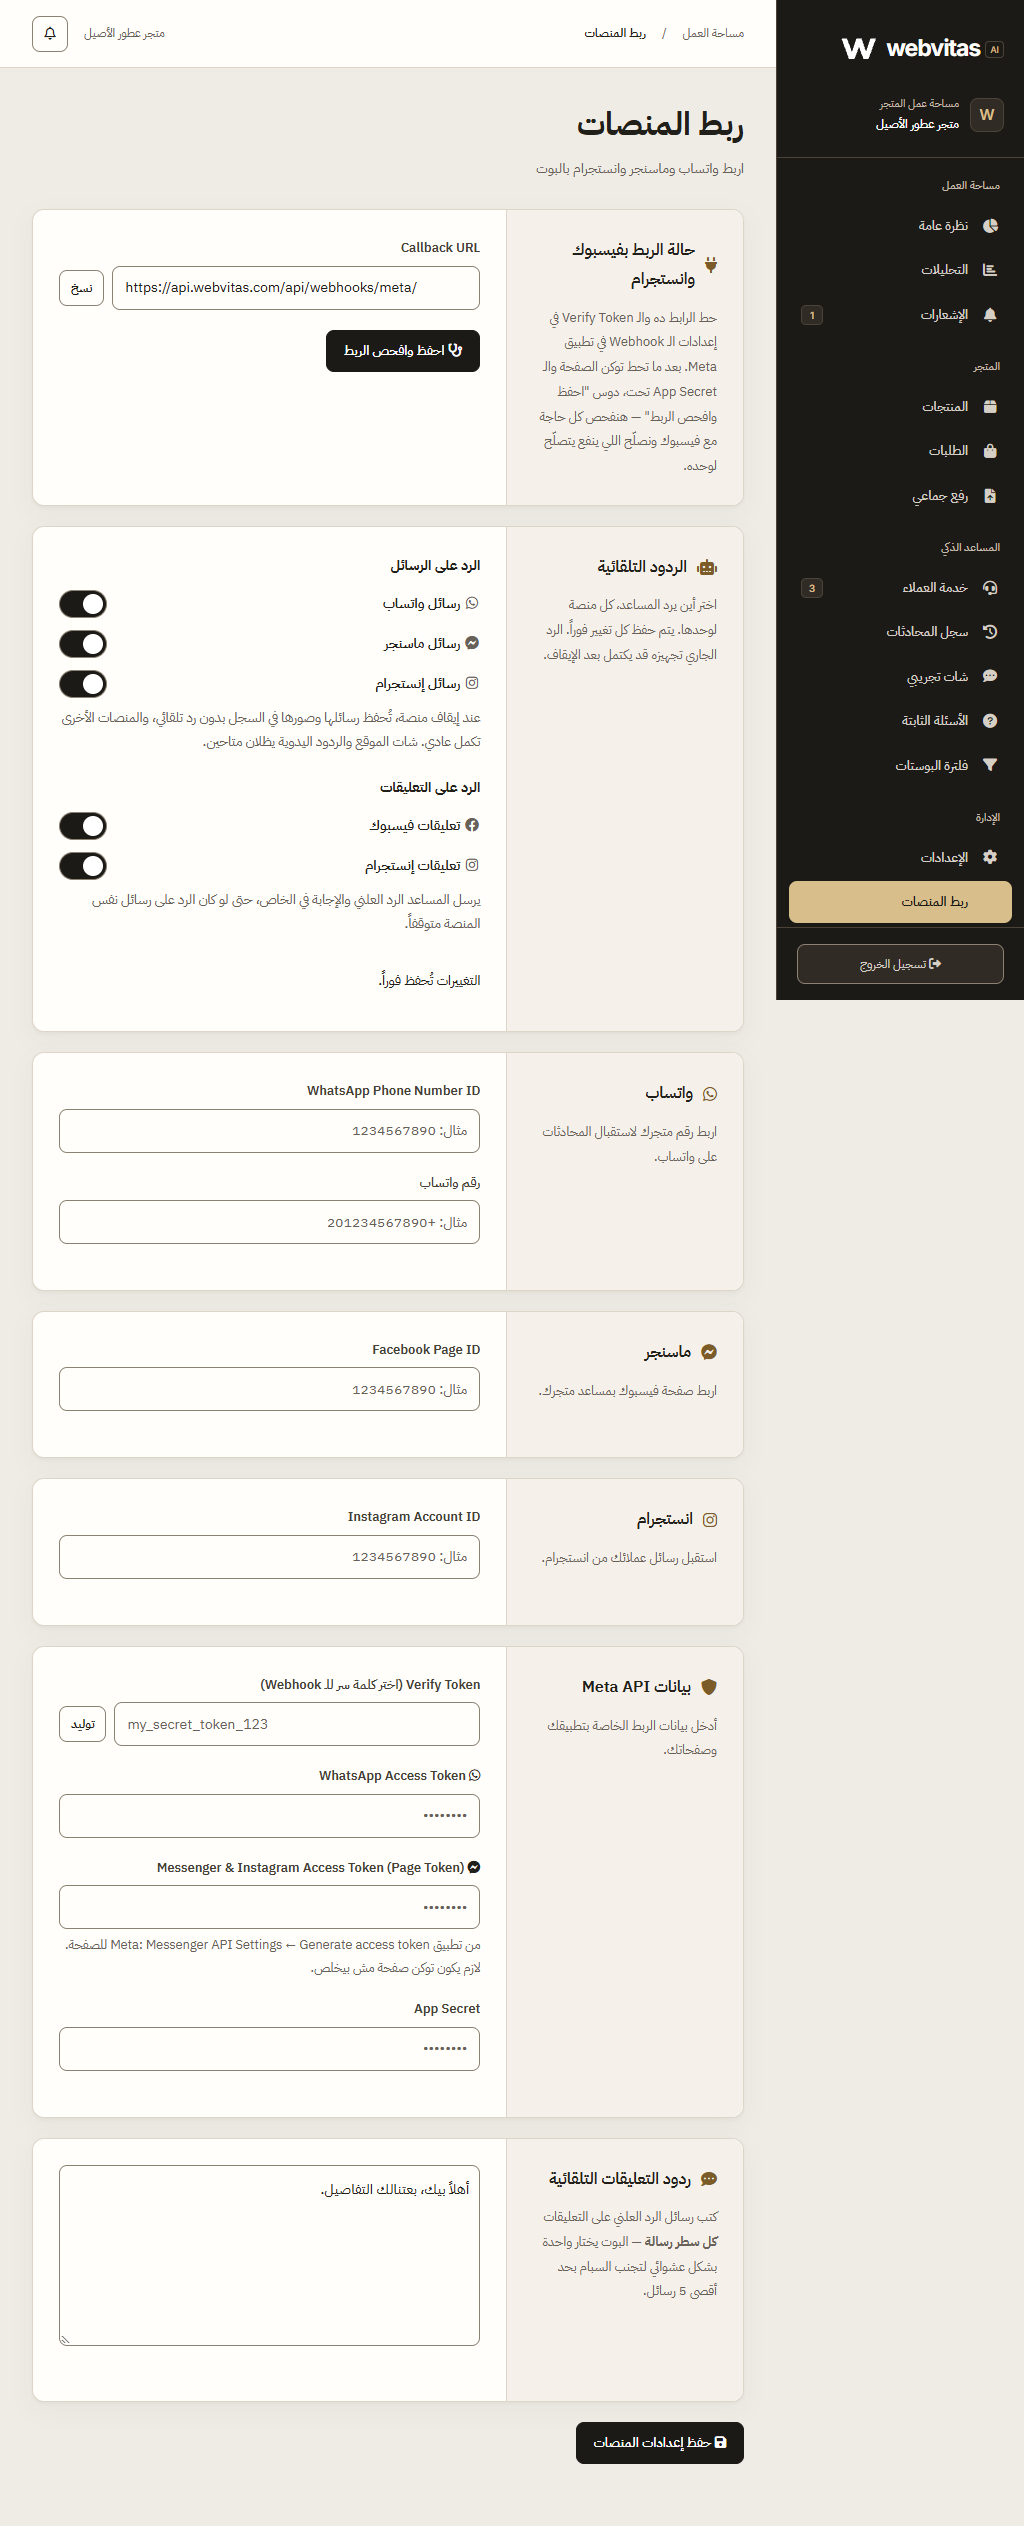 webvitas AI
مساحة عمل المتجر
W
متجر عطور الأصيل
مساحة العمل
نظرة عامة
التحليلات
الإشعارات 1
المتجر
المنتجات
الطلبات
رفع جماعي
المساعد الذكي
خدمة العملاء 3
سجل المحادثات
شات تجريبي
الأسئلة الثابتة
فلترة البوستات
الإدارة
الإعدادات
ربط المنصات
تسجيل الخروج
مساحة العمل / ربط المنصات
متجر عطور الأصيل
ربط المنصات
اربط واتساب وماسنجر وانستجرام بالبوت
حالة الربط بفيسبوك
وانستجرام
حط الرابط ده والـ Verify Token في
إعدادات الـ Webhook في تطبيق
Meta. بعد ما تحط توكن الصفحة والـ
App Secret تحت، دوس "احفظ
وافحص الربط" — هنفحص كل حاجة
مع فيسبوك ونصلّح اللي ينفع يتصلّح
لوحده.
Callback URL
https://api.webvitas.com/api/webhooks/meta/
نسخ
احفظ وافحص الربط
الردود التلقائية
اختر أين يرد المساعد، كل منصة
لوحدها. يتم حفظ كل تغيير فوراً. الرد
الجاري تجهيزه قد يكتمل بعد الإيقاف.
الرد على الرسائل
رسائل واتساب
رسائل ماسنجر
رسائل إنستجرام
عند إيقاف منصة، تُحفظ رسائلها وصورها في السجل بدون رد تلقائي، والمنصات الأخرى
تكمل عادي. شات الموقع والردود اليدوية يظلان متاحين.
الرد على التعليقات
تعليقات فيسبوك
تعليقات إنستجرام
يرسل المساعد الرد العلني والإجابة في الخاص، حتى لو كان الرد على رسائل نفس
المنصة متوقفاً.
التغييرات تُحفظ فوراً.
واتساب
اربط رقم متجرك لاستقبال المحادثات
على واتساب.
WhatsApp Phone Number ID
مثال: 1234567890
رقم واتساب
مثال: +201234567890
ماسنجر
اربط صفحة فيسبوك بمساعد متجرك.
Facebook Page ID
مثال: 1234567890
انستجرام
استقبل رسائل عملائك من انستجرام.
Instagram Account ID
مثال: 1234567890
بيانات Meta API
أدخل بيانات الربط الخاصة بتطبيقك
وصفحاتك.
Verify Token (اختر كلمة سر للـ Webhook)
my_secret_token_123
توليد
WhatsApp Access Token
••••••••
Messenger & Instagram Access Token (Page Token)
••••••••
من تطبيق Meta: Messenger API Settings ← Generate access token للصفحة.
لازم يكون توكن صفحة مش بيخلص.
App Secret
••••••••
ردود التعليقات التلقائية
كتب رسائل الرد العلني على التعليقات
كل سطر رسالة — البوت يختار واحدة
بشكل عشوائي لتجنب السبام بحد
أقصى 5 رسائل.
أهلاً بيك، بعتنالك التفاصيل.
حفظ إعدادات المنصات